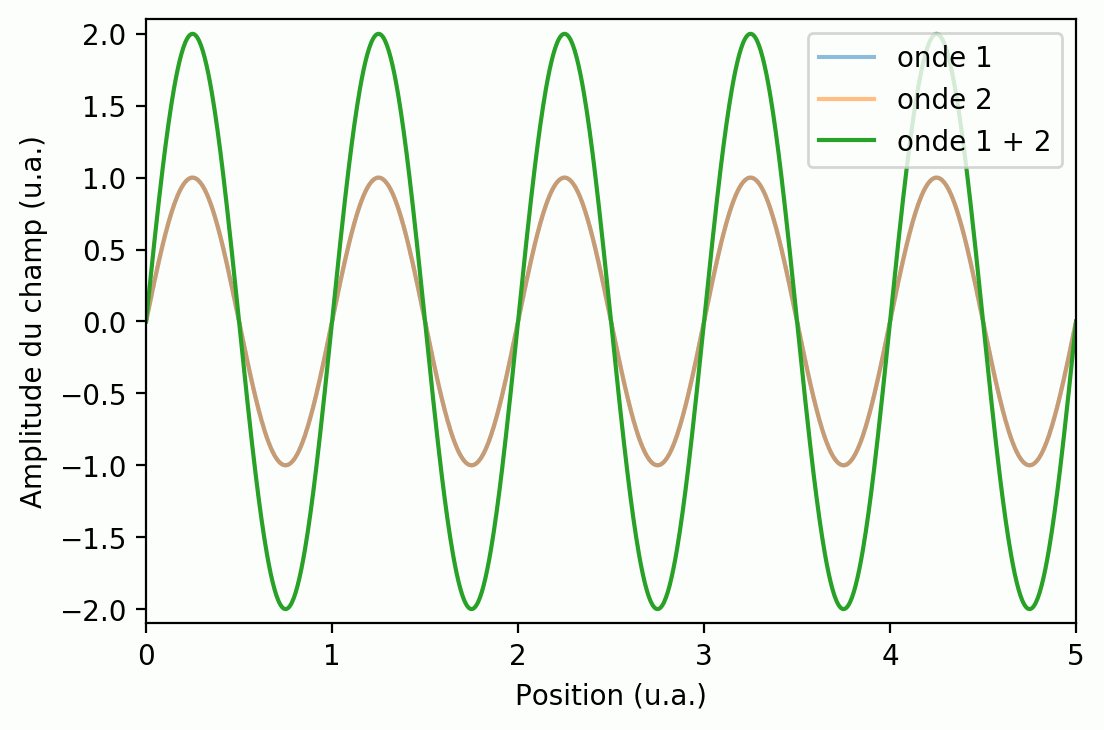 2.0
1.5
1.0
0.5
0.0
−0.5
−1.0
−1.5
−2.0
Amplitude du champ (u.a.)
onde 1
onde 2
onde 1 + 2
0 1 2 3 4 5
Position (u.a.)